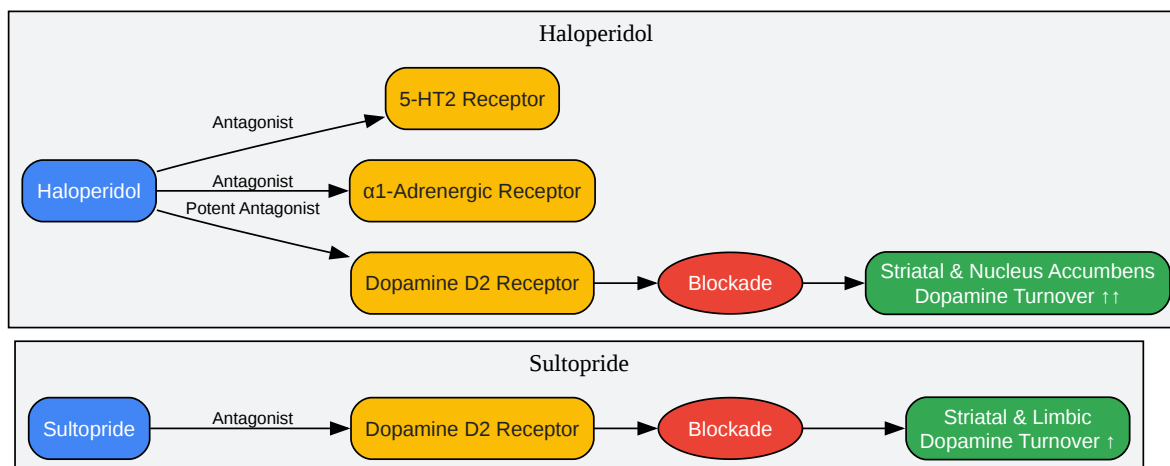 Haloperidol
5-HT2 Receptor
Antagonist
Haloperidol
Antagonist
α1-Adrenergic Receptor
Potent Antagonist
Dopamine D2 Receptor
Blockade
Striatal & Nucleus Accumbens
Dopamine Turnover ↑↑
Sultopride
Sultopride
Antagonist
Dopamine D2 Receptor
Blockade
Striatal & Limbic
Dopamine Turnover ↑